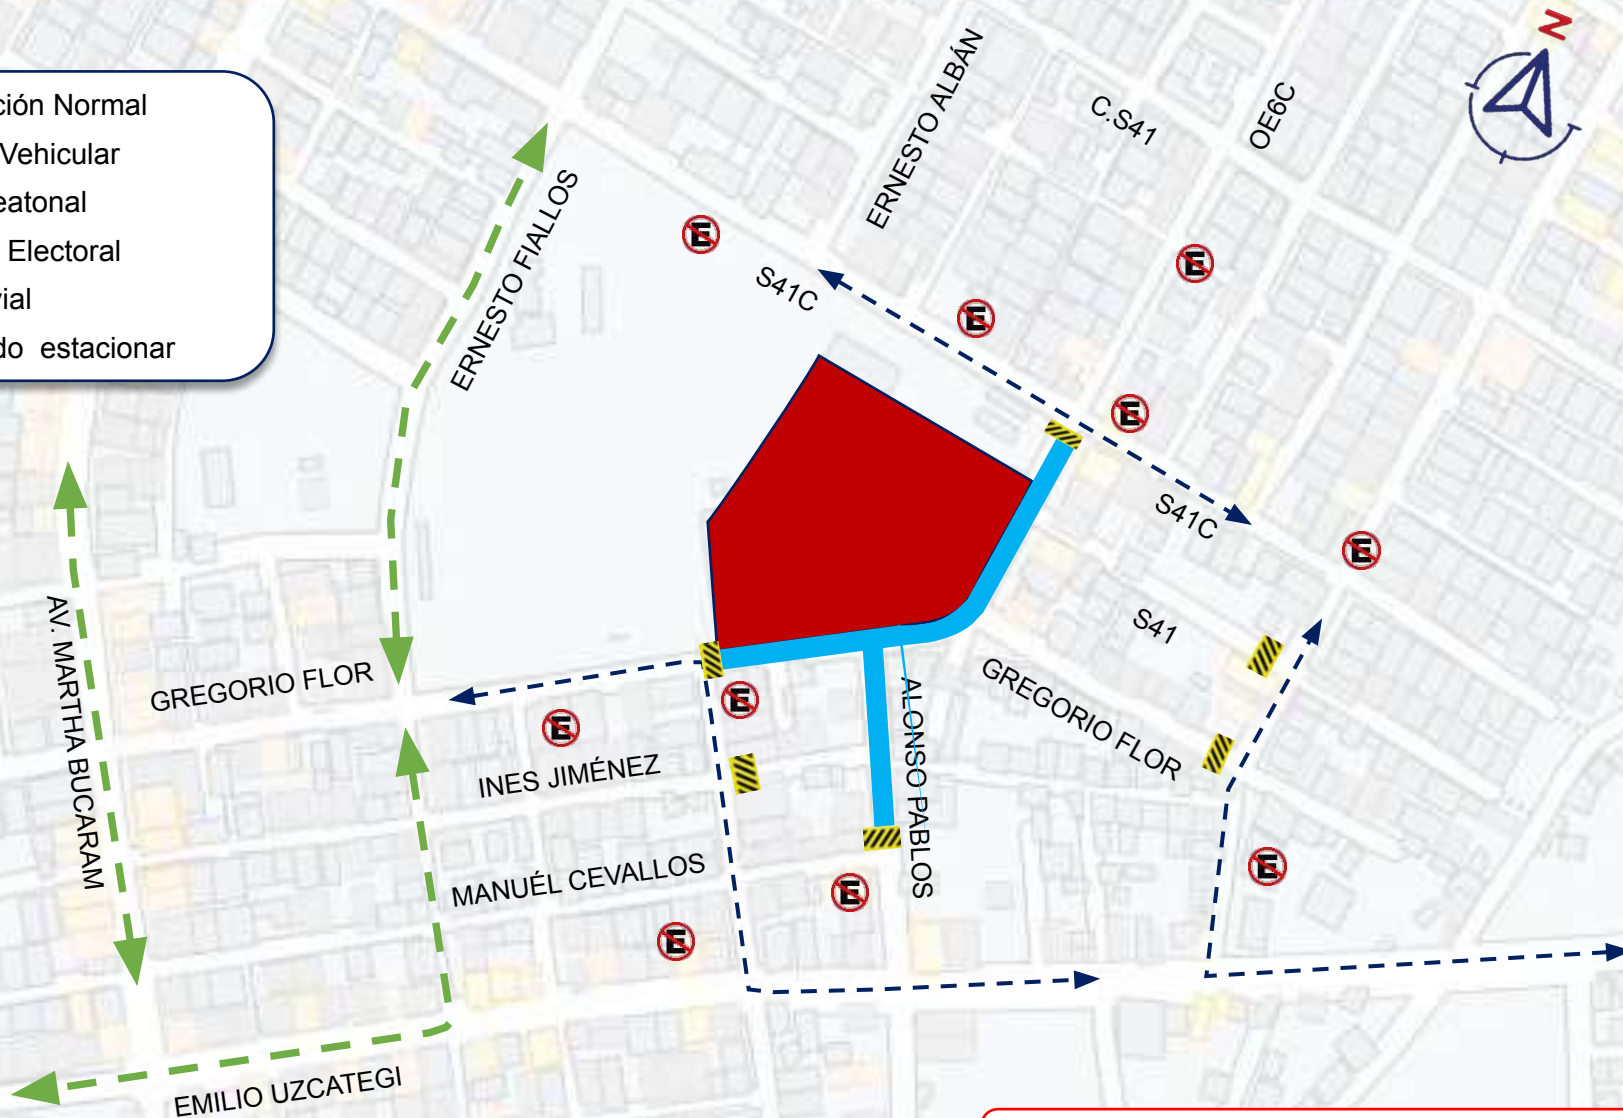 ción Normal
Vehicular
eatonal
Electoral
vial
do estacionar
N
ERNESTO ALBÁN
C.S41
OE6C
ERNESTO FIALLOS
S41C
S41C
S41
AV. MARTHA BUCARAM
GREGORIO FLOR
GREGORIO FLOR
ALONSO PABLOS
INES JIMÉNEZ
MANUÉL CEVALLOS
EMILIO UZCATEGI
E
E
E
E
E
E
E
E
E
E